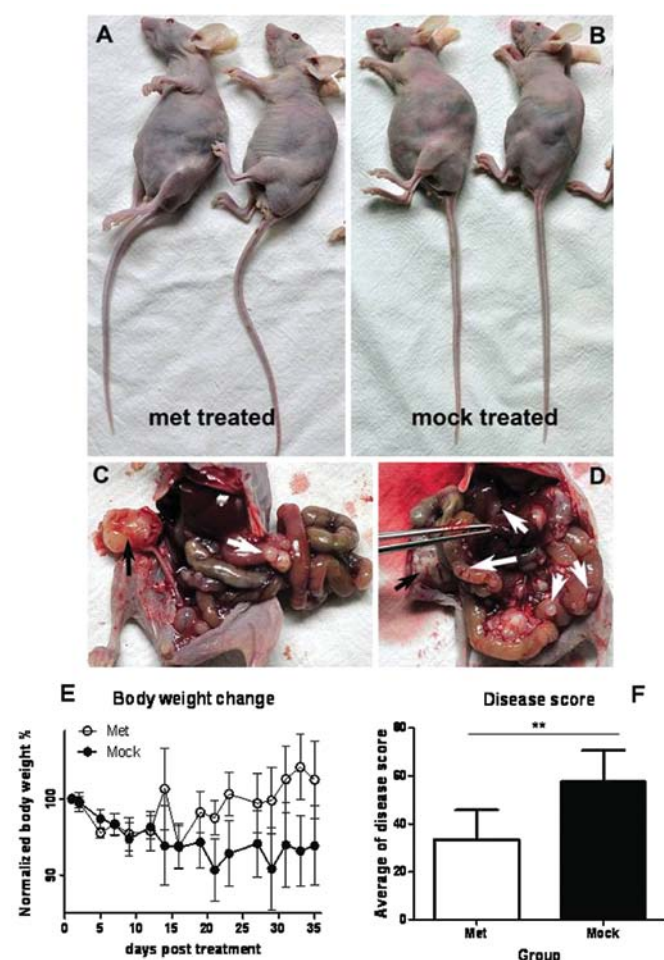 A
B
met treated
mock treated
C
D
E
Body weight change
Met
Mock
Normalized body weight %
100
90
0 5 10 15 20 25 30 35
days post treatment
Disease score
F
**
Average of disease score
80
60
40
20
0
Met Mock
Group